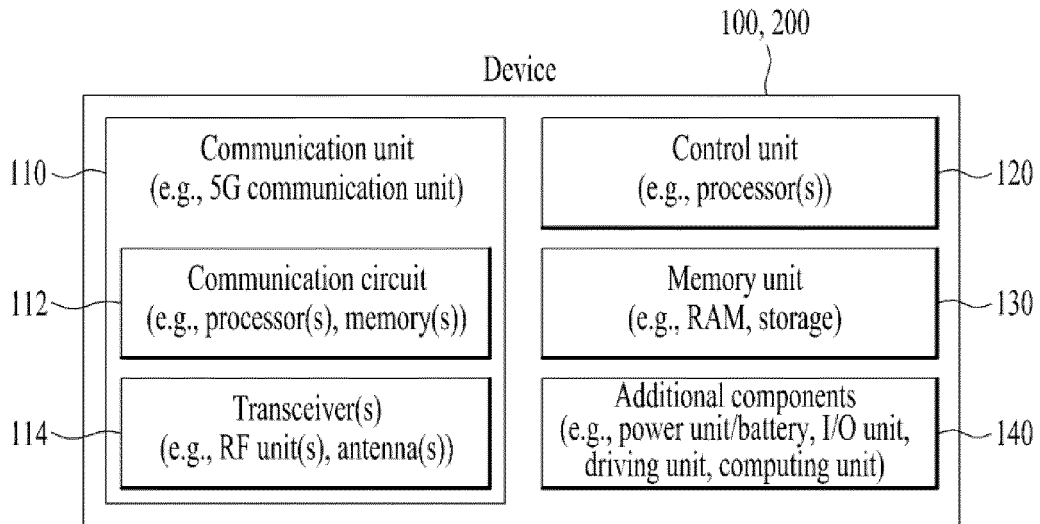 100, 200
Device
110
Communication unit
(e.g., 5G communication unit)
112
Communication circuit
(e.g., processor(s), memory(s))
114
Transceiver(s)
(e.g., RF unit(s), antenna(s))
Control unit
(e.g., processor(s))
120
Memory unit
(e.g., RAM, storage)
130
Additional components
(e.g., power unit/battery, I/O unit,
driving unit, computing unit)
140